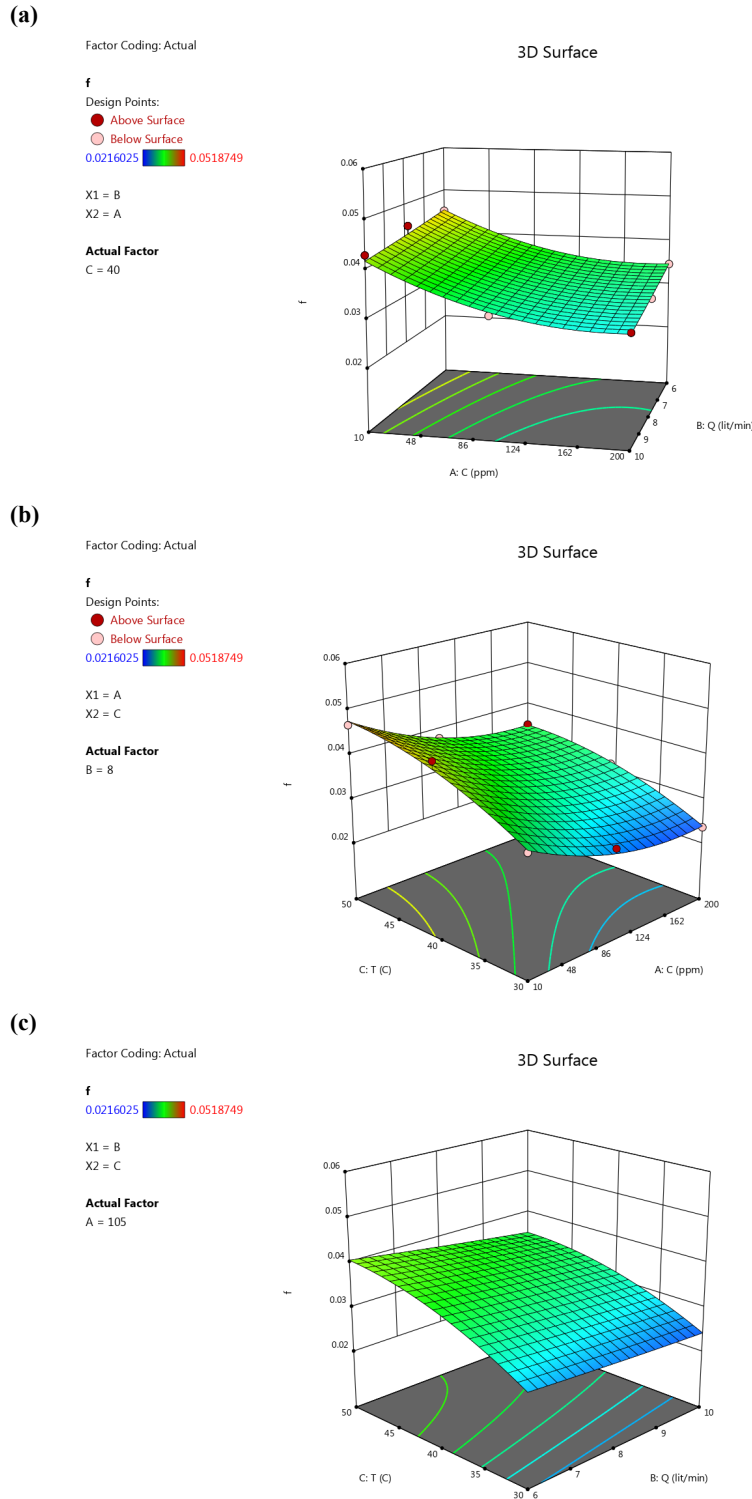 (a)
Factor Coding: Actual
3D Surface
f
Design Points:
Above Surface
Below Surface
0.0216025 0.0518749
X1 = B
X2 = A
Actual Factor
C = 40
0.06
0.05
0.04
0.03
0.02
f
10 48 86 124 162 200
A: C (ppm)
6
7
8
9
10
B: Q (lit/min)
(b)
Factor Coding: Actual
3D Surface
f
Design Points:
Above Surface
Below Surface
0.0216025 0.0518749
X1 = A
X2 = C
Actual Factor
B = 8
0.06
0.05
0.04
0.03
0.02
f
50
45
40
35
30
C: T (C)
10
48
86
124
162
200
A: C (ppm)
(c)
Factor Coding: Actual
3D Surface
f
0.0216025 0.0518749
X1 = B
X2 = C
Actual Factor
A = 105
0.06
0.05
0.04
0.03
0.02
f
50
45
40
35
30
C: T (C)
6
7
8
9
10
B: Q (lit/min)